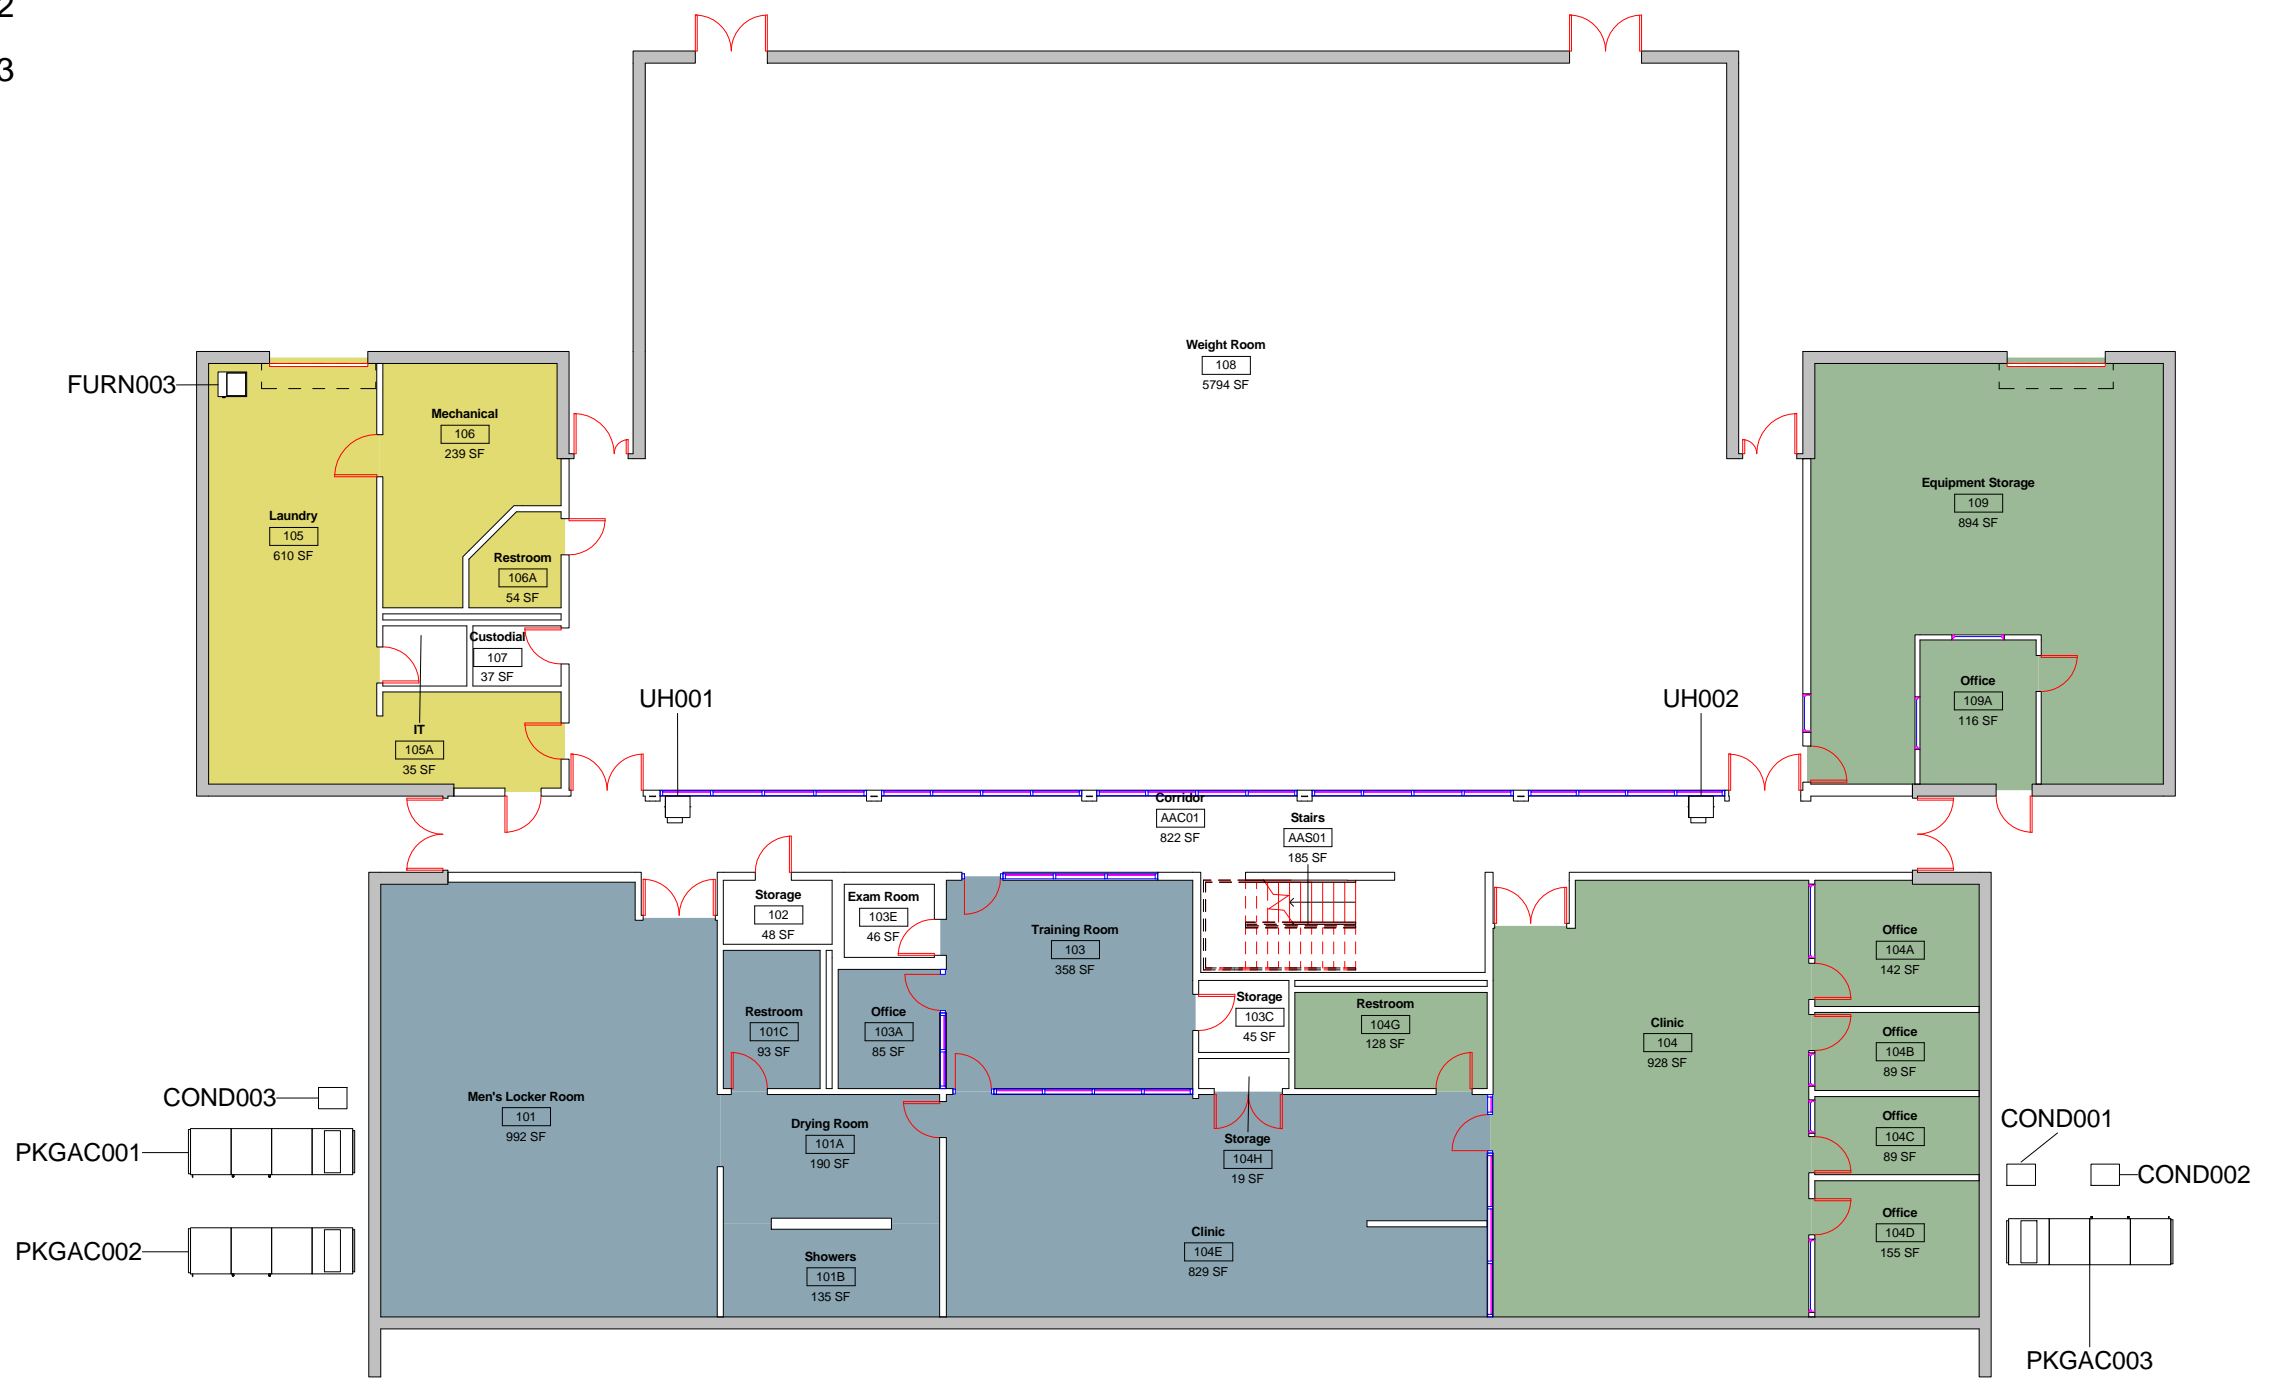 2
3
Weight Room
108
5794 SF
FURN003
Mechanical
106
239 SF
Laundry
105
610 SF
Restroom
106A
54 SF
Custodial
107
37 SF
IT
105A
35 SF
Equipment Storage
109
894 SF
Office
109A
116 SF
UH001
UH002
Corridor
AAC01
822 SF
Stairs
AAS01
185 SF
Storage
102
48 SF
Exam Room
103E
46 SF
Training Room
103
358 SF
Office
104A
142 SF
Restroom
101C
93 SF
Office
103A
85 SF
Storage
103C
45 SF
Restroom
104G
128 SF
Clinic
104
928 SF
Office
104B
89 SF
Men's Locker Room
101
992 SF
Drying Room
101A
190 SF
Storage
104H
19 SF
Office
104C
89 SF
COND003
PKGAC001
PKGAC002
COND001
COND002
Showers
101B
135 SF
Clinic
104E
829 SF
Office
104D
155 SF
PKGAC003